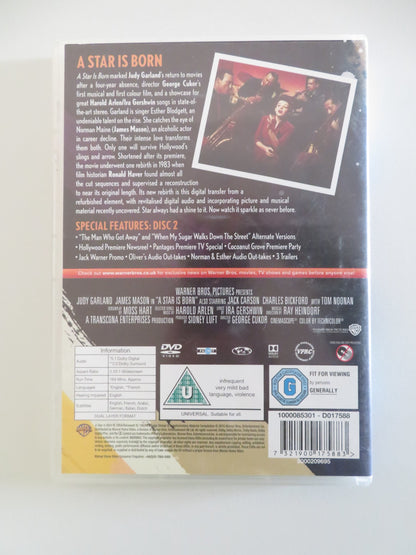 A STAR IS BORN
A Star Is Born marked Judy Garland's return to movies
after a four-year absence, director George Cukor's
first musical and first colour film, and a showcase for
great Harold Arlen/Ira Gershwin songs in state-of-
the-art stereo. Garland is singer Esther Blodgett, an
undeniable talent on the rise. She catches the eye of
Norman Maine (James Mason), an alcoholic actor
in career decline. Their intense love transforms
them both. Only one will survive Hollywood's
slings and arrow. Shortened after its premiere,
the movie underwent one rebirth in 1983 when
film historian Ronald Haver found almost all
the cut sequences and supervised a reconstruction
to near its original length. Its new rebirth is this digital transfer from a
refurbished element, with revitalised digital audio and incorporating picture and musical
material recently uncovered. Star always had a shine to it. Now watch it sparkle as never before.
SPECIAL FEATURES: DISC 2
• "The Man Who Got Away" and "When My Sugar Walks Down The Street" Alternate Versions
• Hollywood Premiere Newsreel • Pantages Premiere TV Special • Cocoanut Grove Premiere Party
• Jack Warner Promo • Oliver's Audio Out-takes • Norman and Esther Audio Out-takes • 3 Trailers
Check out www.warnerbros.co.uk for exclusive news on Warner Bros. movies, TV shows and games before anyone else!
WARNER BROS. PICTURES PRESENTS
JUDY GARLAND JAMES MASON IN "A STAR IS BORN" ALSO STARRING JACK CARSON CHARLES BICKFORD WITH TOM NOONAN
MOSS HART HAROLD ARLEN IRA GERSHWIN RAY HEINDORF
A TRANSCONA ENTERPRISES PRODUCTION SIDNEY LUFT GEORGE CUKOR CINEMASCOPE COLOR BY TECHNICOLOR
Information
Audio
Aspect Ratio
Run Time
Languages
Hearing Impaired
English
Subtitles
DUAL LAYER FORMAT
DVD
VIDEO
DOLBY
DIGITAL
VPRC
U
infrequent
very mild bad
language, violence
UNIVERSAL Suitable for all
G
FIT FOR VIEWING
by persons:
GENERALLY
1000085301 - D017588
7 321900 175883 >
5000209695